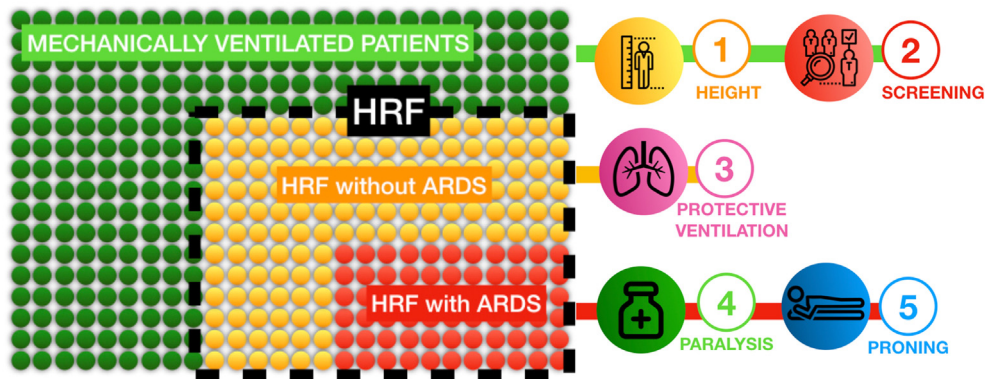 MECHANICALLY VENTILATED PATIENTS
HRF
HRF without ARDS
HRF with ARDS
1
HEIGHT
2
SCREENING
3
PROTECTIVE
VENTILATION
4
PARALYSIS
5
PRONING